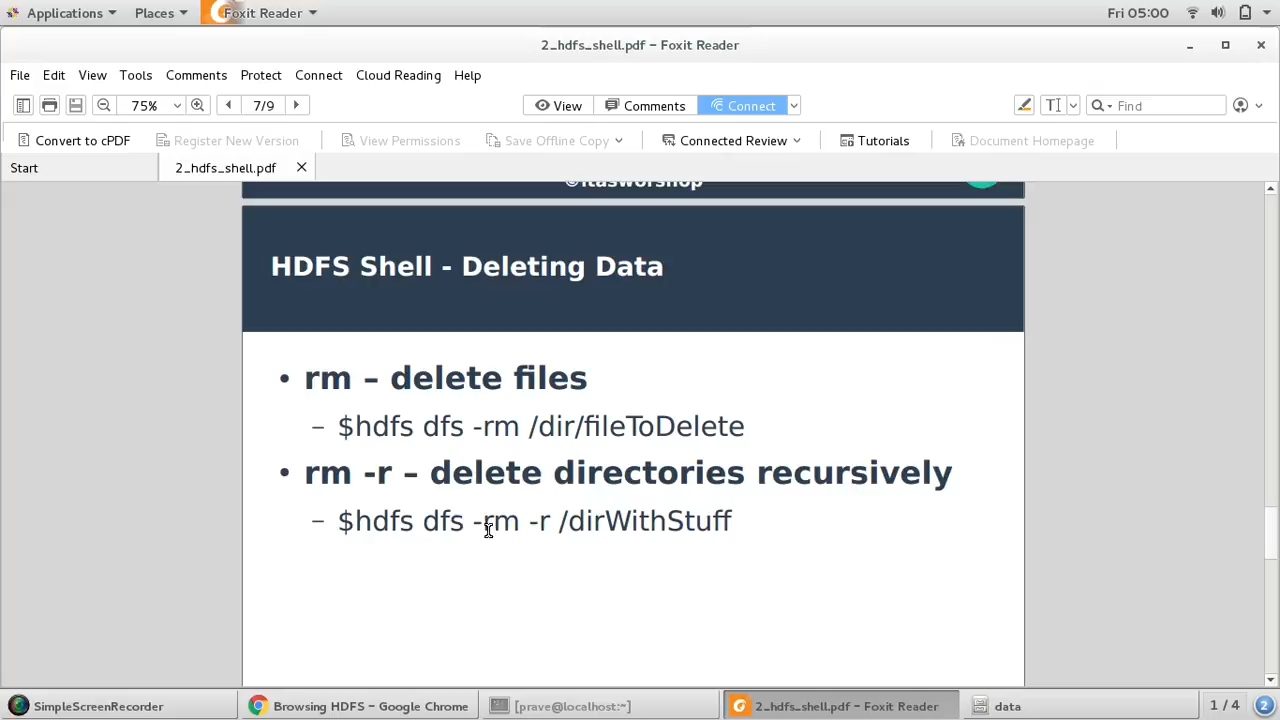 Applications Places Foxit Reader Fri 05:00
2_hdfs_shell.pdf − Foxit Reader
File Edit View Tools Comments Protect Connect Cloud Reading Help
75% 7/9 View Comments Connect Find
Convert to cPDF Register New Version View Permissions Save Offline Copy Connected Review Tutorials Document Homepage
Start 2_hdfs_shell.pdf
©itasworshop
HDFS Shell - Deleting Data
• rm – delete files
– $hdfs dfs -rm /dir/fileToDelete
• rm -r – delete directories recursively
– $hdfs dfs -rm -r /dirWithStuff
SimpleScreenRecorder Browsing HDFS − Google Chrome [prave@localhost:~] 2_hdfs_shell.pdf − Foxit Reader data 1 / 4 2